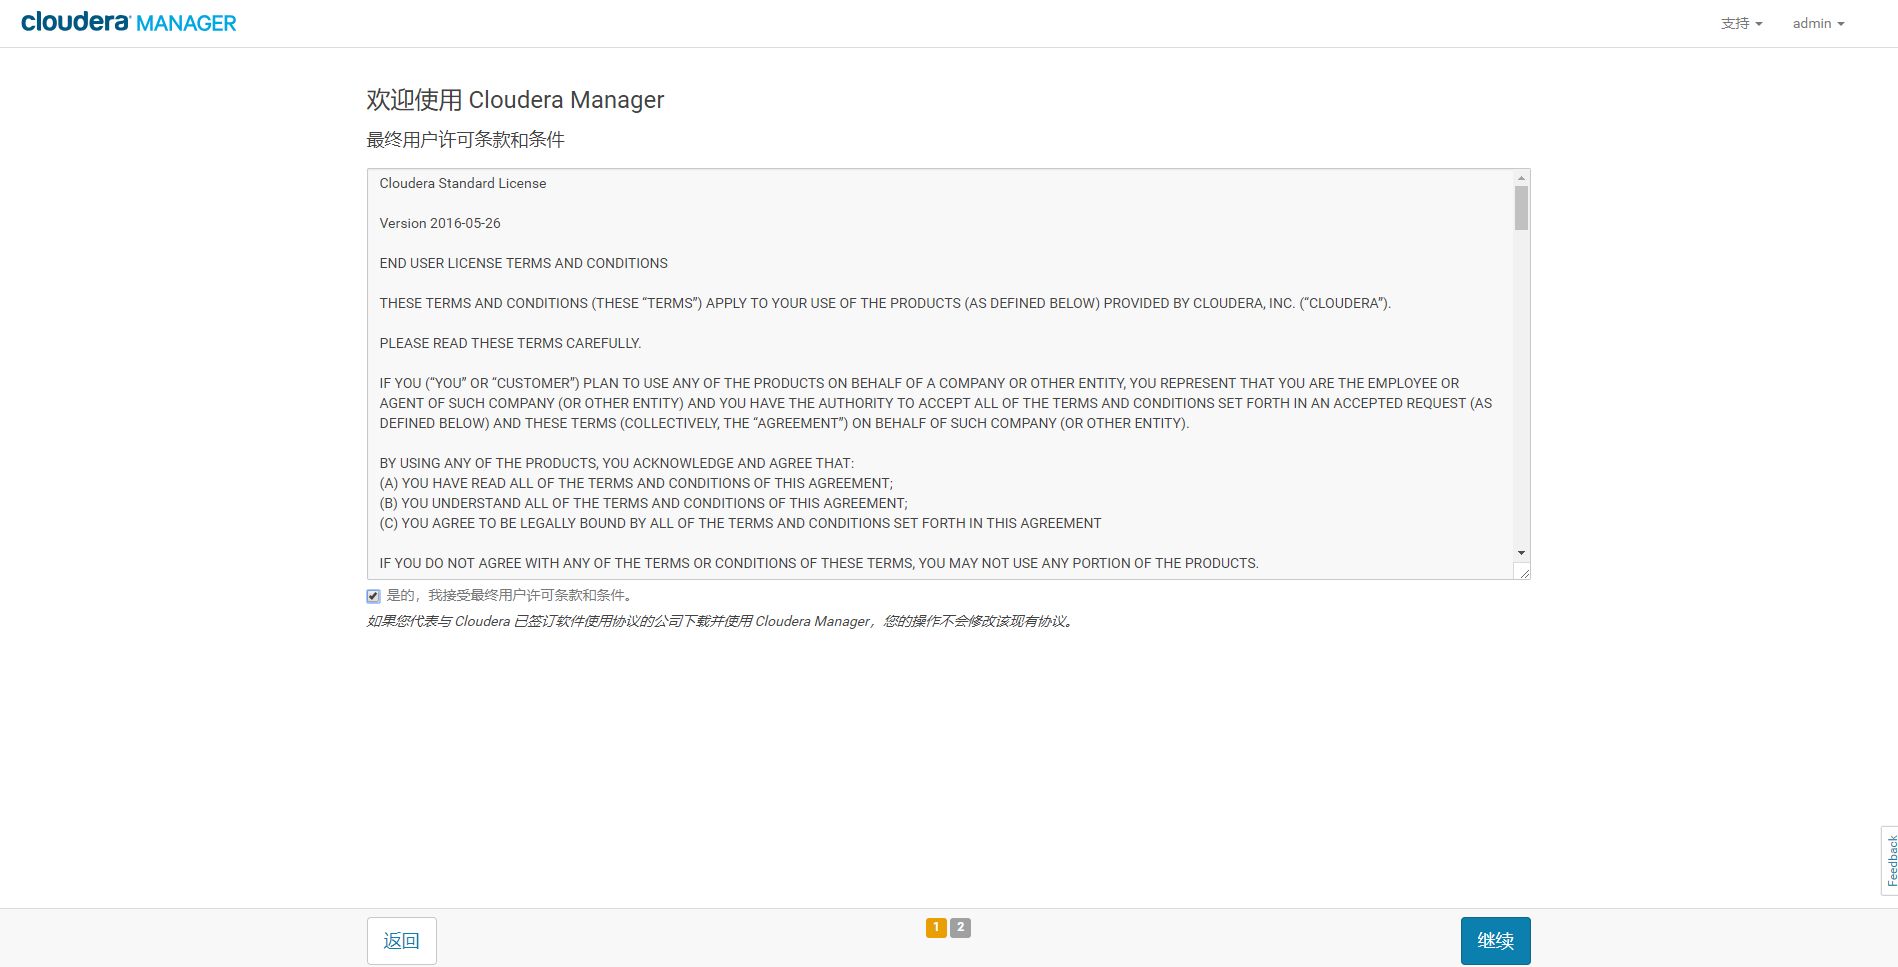 cloudera MANAGER
支持
admin
欢迎使用 Cloudera Manager
最终用户许可条款和条件
Cloudera Standard License
Version 2016-05-26
END USER LICENSE TERMS AND CONDITIONS
THESE TERMS AND CONDITIONS (THESE “TERMS”) APPLY TO YOUR USE OF THE PRODUCTS (AS DEFINED BELOW) PROVIDED BY CLOUDERA, INC. (“CLOUDERA”).
PLEASE READ THESE TERMS CAREFULLY.
IF YOU (“YOU” OR “CUSTOMER”) PLAN TO USE ANY OF THE PRODUCTS ON BEHALF OF A COMPANY OR OTHER ENTITY, YOU REPRESENT THAT YOU ARE THE EMPLOYEE OR
AGENT OF SUCH COMPANY (OR OTHER ENTITY) AND YOU HAVE THE AUTHORITY TO ACCEPT ALL OF THE TERMS AND CONDITIONS SET FORTH IN AN ACCEPTED REQUEST (AS
DEFINED BELOW) AND THESE TERMS (COLLECTIVELY, THE “AGREEMENT”) ON BEHALF OF SUCH COMPANY (OR OTHER ENTITY).
BY USING ANY OF THE PRODUCTS, YOU ACKNOWLEDGE AND AGREE THAT:
(A) YOU HAVE READ ALL OF THE TERMS AND CONDITIONS OF THIS AGREEMENT;
(B) YOU UNDERSTAND ALL OF THE TERMS AND CONDITIONS OF THIS AGREEMENT;
(C) YOU AGREE TO BE LEGALLY BOUND BY ALL OF THE TERMS AND CONDITIONS SET FORTH IN THIS AGREEMENT
IF YOU DO NOT AGREE WITH ANY OF THE TERMS OR CONDITIONS OF THESE TERMS, YOU MAY NOT USE ANY PORTION OF THE PRODUCTS.
是的，我接受最终用户许可条款和条件。
如果您代表与 Cloudera 已签订软件使用协议的公司下载并使用 Cloudera Manager，您的操作不会修改该现有协议。
Feedback
返回
1 2
继续